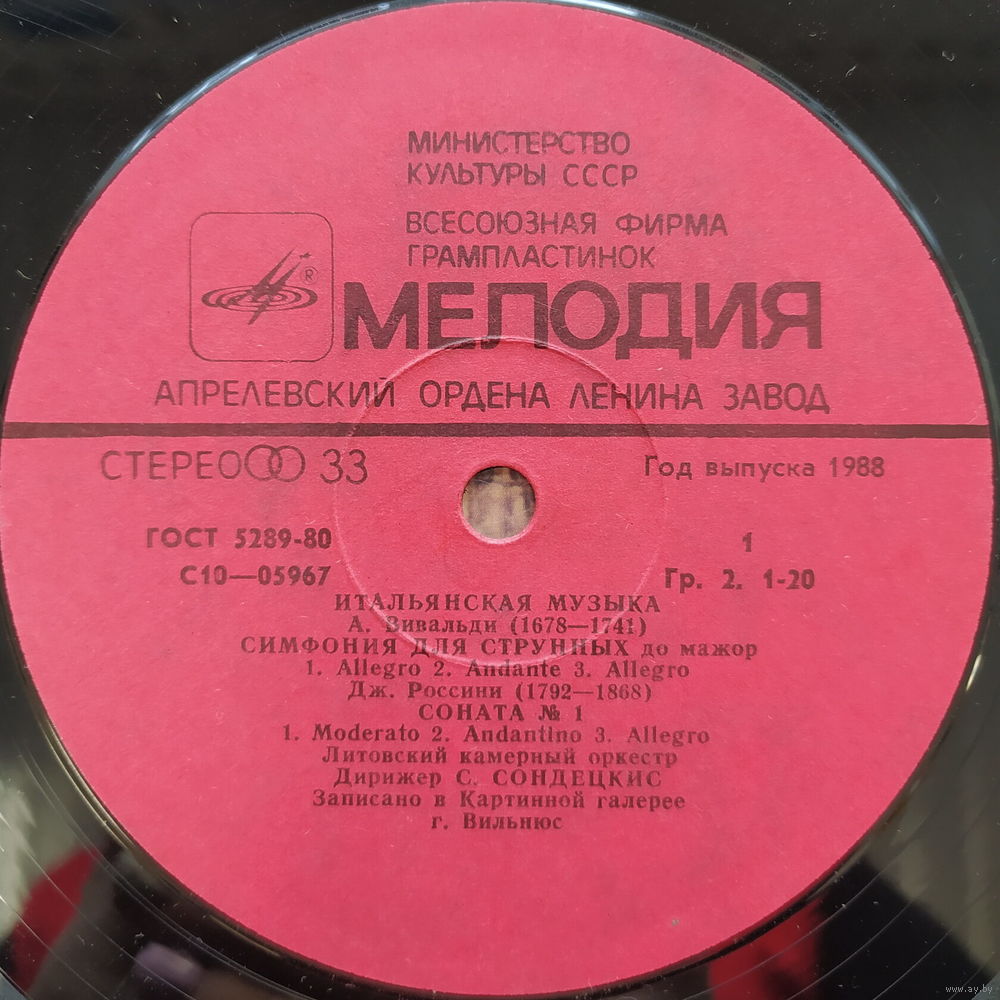 МИНИСТЕРСТВО
КУЛЬТУРЫ СССР
ВСЕСОЮЗНАЯ ФИРМА
ГРАМПЛАСТИНОК
®
МЕЛОДИЯ
АПРЕЛЕВСКИЙ ОРДЕНА ЛЕНИНА ЗАВОД
СТЕРЕО 33
Год выпуска 1988
ГОСТ 5289-80
1
С10—05967
Гр. 2. 1-20
ИТАЛЬЯНСКАЯ МУЗЫКА
А. Вивальди (1678—1741)
СИМФОНИЯ ДЛЯ СТРУННЫХ до мажор
1. Allegro 2. Andante 3. Allegro
Дж. Россини (1792—1868)
СОНАТА № 1
1. Moderato 2. Andantino 3. Allegro
Литовский камерный оркестр
Дирижер С. СОНДЕЦКИС
Записано в Картинной галерее
г. Вильнюс
www.ay.by